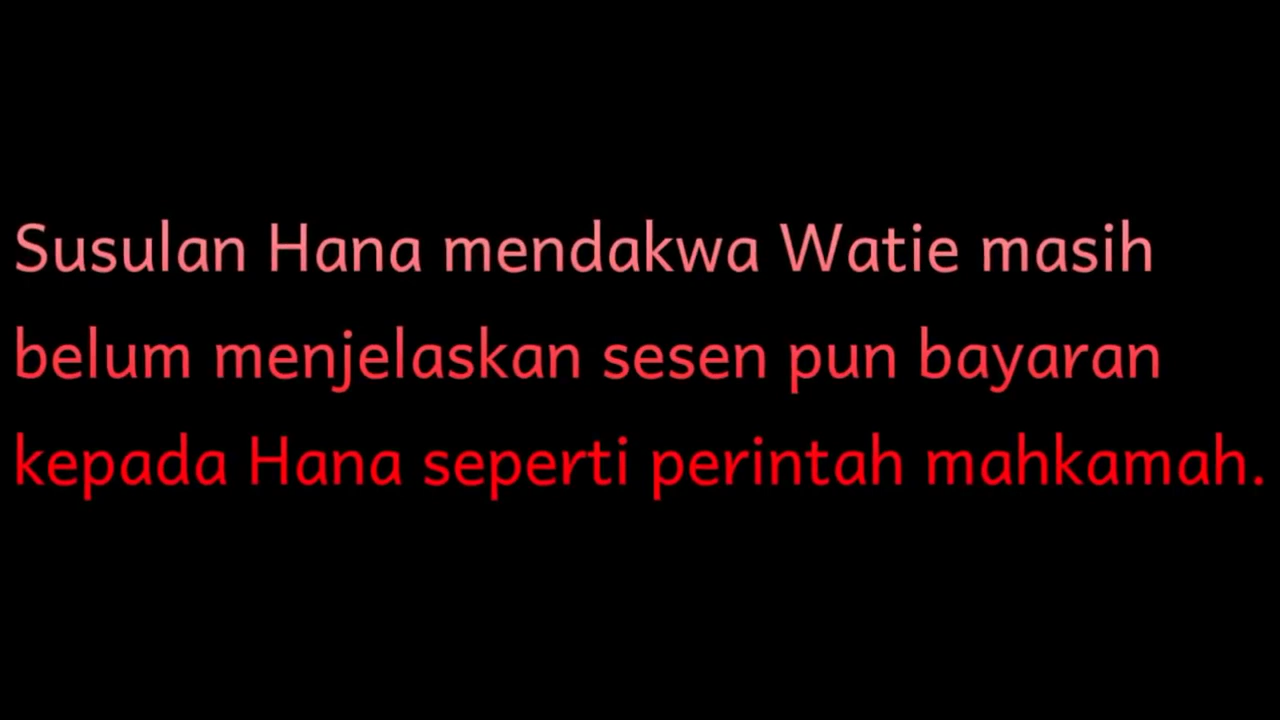 Susulan Hana mendakwa Watie masih
belum menjelaskan sesen pun bayaran
kepada Hana seperti perintah mahkamah.